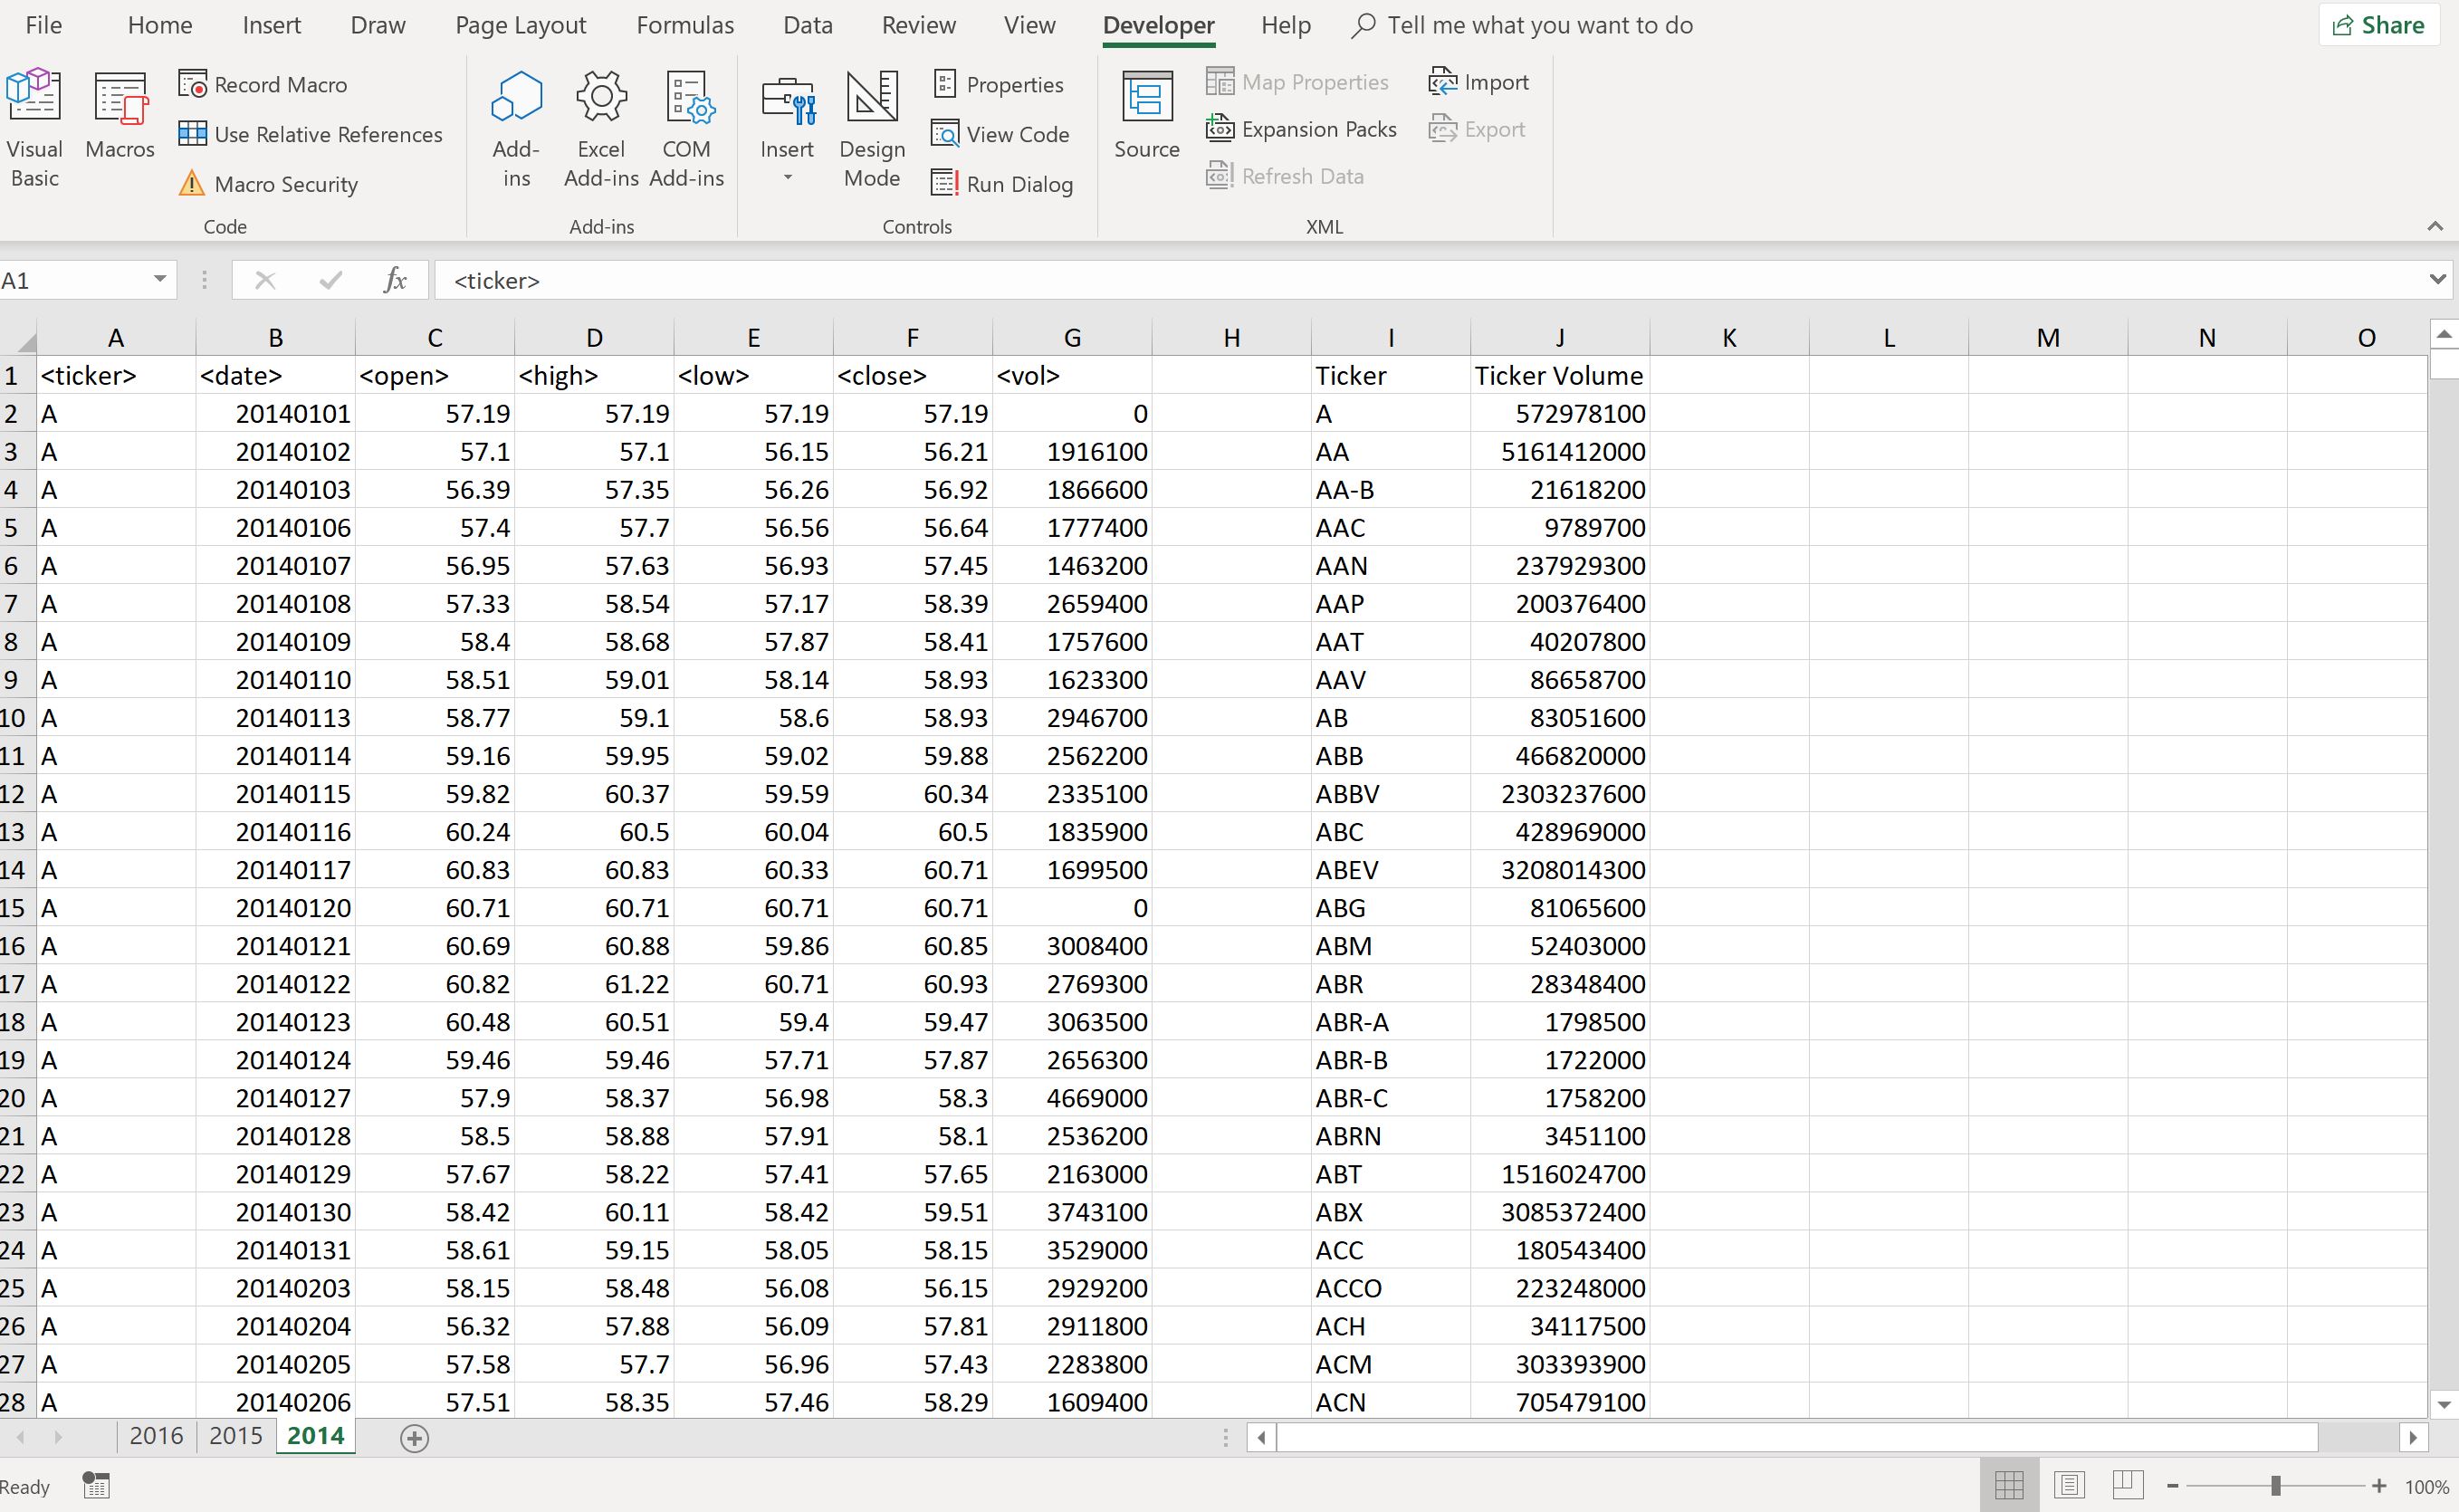 File Home Insert Draw Page Layout Formulas Data Review View Developer Help Tell me what you want to do Share
Visual Basic
Macros
Record Macro
Use Relative References
Macro Security
Code
Add-ins
Excel Add-ins
COM Add-ins
Add-ins
Insert
Design Mode
Properties
View Code
Run Dialog
Controls
Source
Map Properties
Expansion Packs
Refresh Data
Import
Export
XML
A1 fx <ticker>
A B C D E F G H I J K L M N O
1 <ticker> <date> <open> <high> <low> <close> <vol> Ticker Ticker Volume
2 A 20140101 57.19 57.19 57.19 57.19 0 A 572978100
3 A 20140102 57.1 57.1 56.15 56.21 1916100 AA 5161412000
4 A 20140103 56.39 57.35 56.26 56.92 1866600 AA-B 21618200
5 A 20140106 57.4 57.7 56.56 56.64 1777400 AAC 9789700
6 A 20140107 56.95 57.63 56.93 57.45 1463200 AAN 237929300
7 A 20140108 57.33 58.54 57.17 58.39 2659400 AAP 200376400
8 A 20140109 58.4 58.68 57.87 58.41 1757600 AAT 40207800
9 A 20140110 58.51 59.01 58.14 58.93 1623300 AAV 86658700
10 A 20140113 58.77 59.1 58.6 58.93 2946700 AB 83051600
11 A 20140114 59.16 59.95 59.02 59.88 2562200 ABB 466820000
12 A 20140115 59.82 60.37 59.59 60.34 2335100 ABBV 2303237600
13 A 20140116 60.24 60.5 60.04 60.5 1835900 ABC 428969000
14 A 20140117 60.83 60.83 60.33 60.71 1699500 ABEV 3208014300
15 A 20140120 60.71 60.71 60.71 60.71 0 ABG 81065600
16 A 20140121 60.69 60.88 59.86 60.85 3008400 ABM 52403000
17 A 20140122 60.82 61.22 60.71 60.93 2769300 ABR 28348400
18 A 20140123 60.48 60.51 59.4 59.47 3063500 ABR-A 1798500
19 A 20140124 59.46 59.46 57.71 57.87 2656300 ABR-B 1722000
20 A 20140127 57.9 58.37 56.98 58.3 4669000 ABR-C 1758200
21 A 20140128 58.5 58.88 57.91 58.1 2536200 ABRN 3451100
22 A 20140129 57.67 58.22 57.41 57.65 2163000 ABT 1516024700
23 A 20140130 58.42 60.11 58.42 59.51 3743100 ABX 3085372400
24 A 20140131 58.61 59.15 58.05 58.15 3529000 ACC 180543400
25 A 20140203 58.15 58.48 56.08 56.15 2929200 ACCO 223248000
26 A 20140204 56.32 57.88 56.09 57.81 2911800 ACH 34117500
27 A 20140205 57.58 57.7 56.96 57.43 2283800 ACM 303393900
28 A 20140206 57.51 58.35 57.46 58.29 1609400 ACN 705479100
2016 2015 2014
Ready 100%